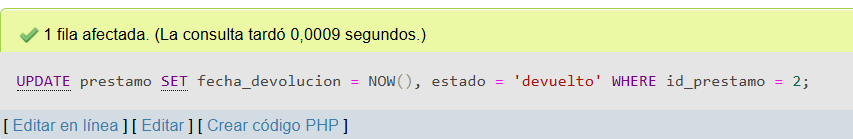 1 fila afectada. (La consulta tardó 0,0009 segundos.)
UPDATE prestamo SET fecha_devolucion = NOW(), estado = 'devuelto' WHERE id_prestamo = 2;
[ Editar en línea ] [ Editar ] [ Crear código PHP ]